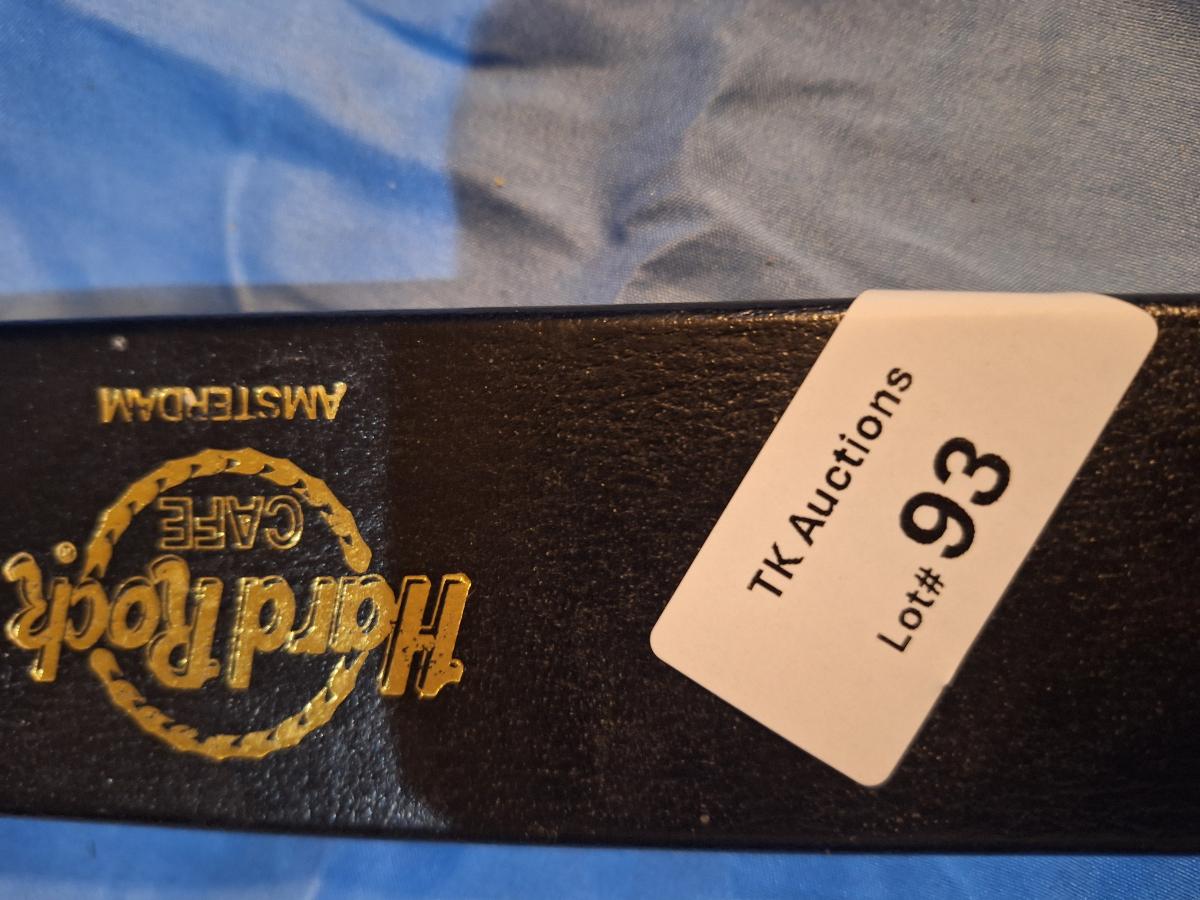 Hard Rock®
CAFE
AMSTERDAM
TK Auctions
Lot# 93